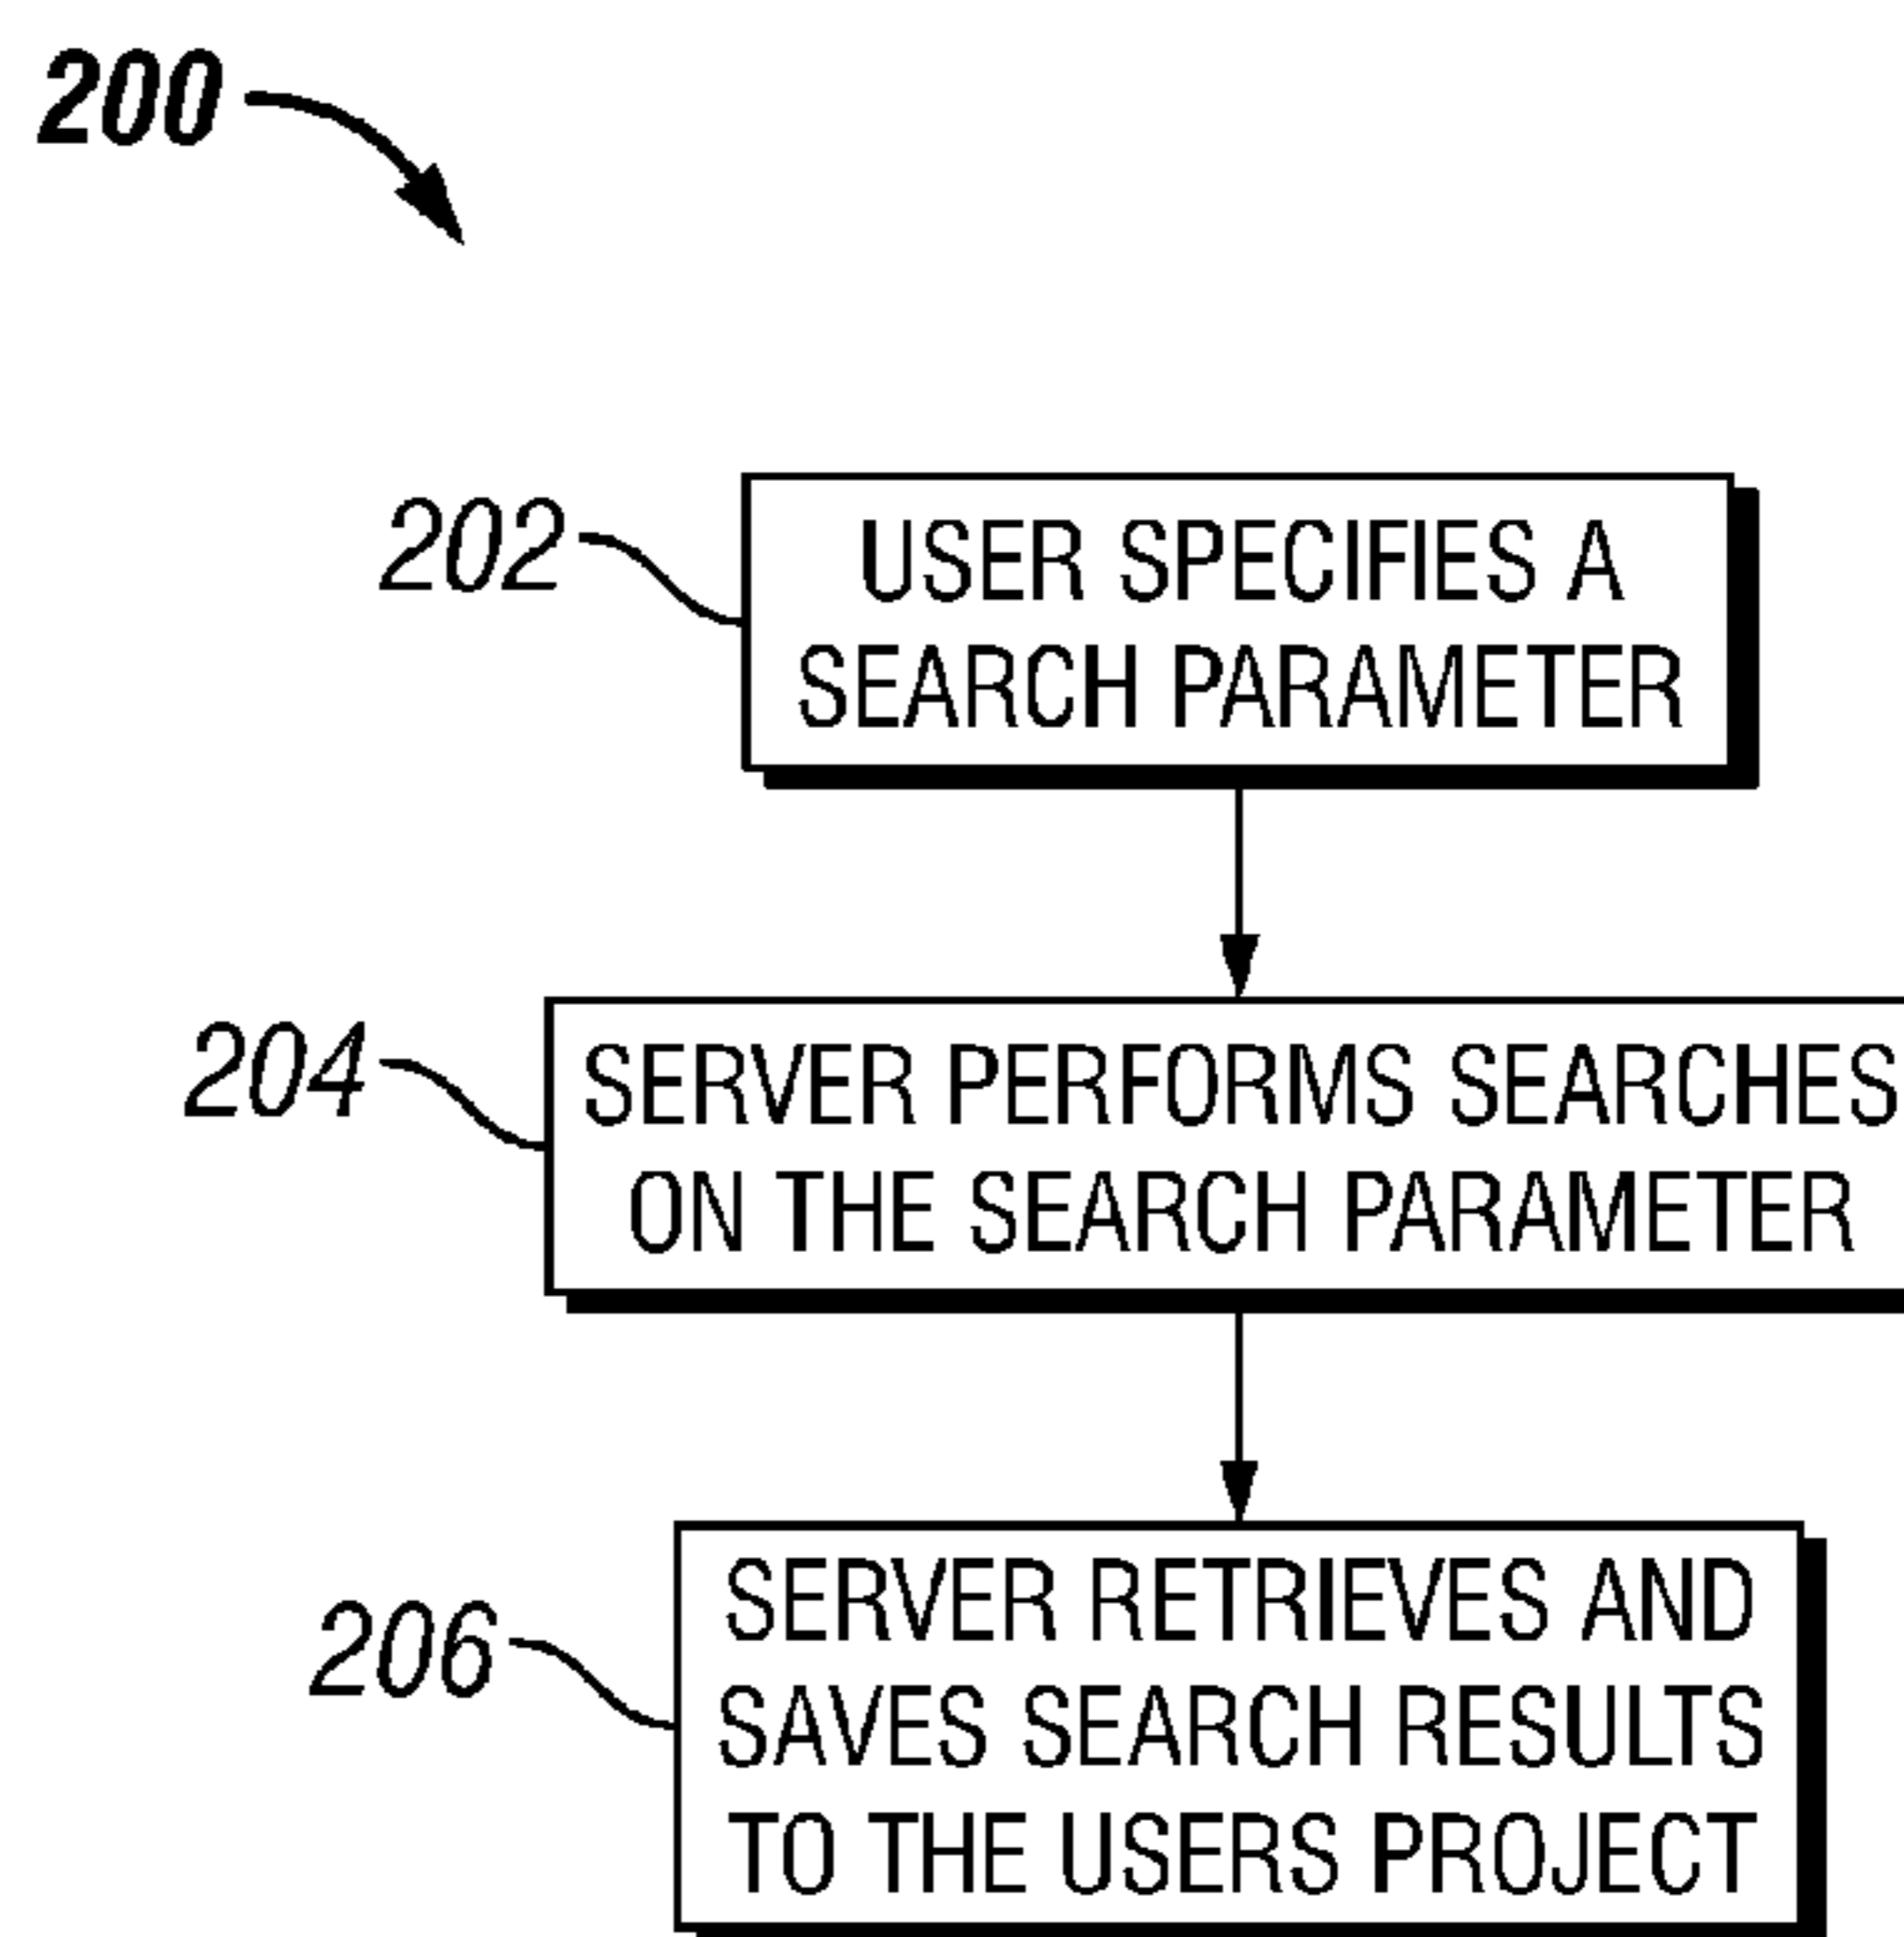 200
202
USER SPECIFIES A
SEARCH PARAMETER
204
SERVER PERFORMS SEARCHES
ON THE SEARCH PARAMETER
206
SERVER RETRIEVES AND
SAVES SEARCH RESULTS
TO THE USERS PROJECT